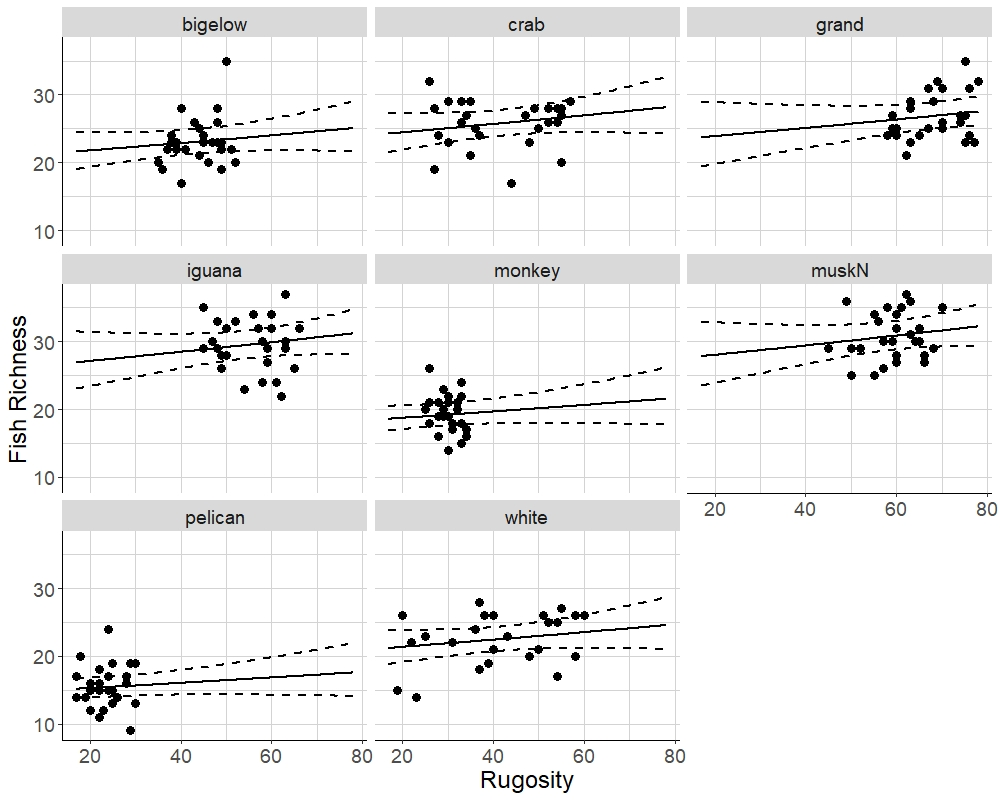 bigelow crab grand
30
20
10
iguana monkey muskN
30
20
10
20 40 60 80
pelican white
30
20
10
20 40 60 80 20 40 60 80
Rugosity
Fish Richness